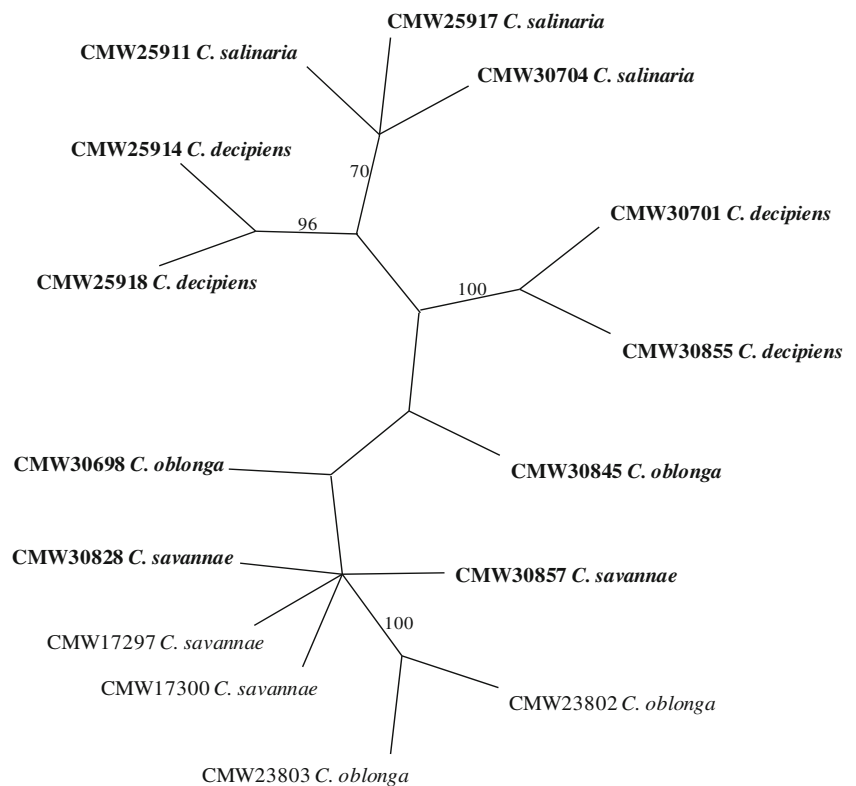 CMW25917 C. salinaria
CMW25911 C. salinaria
CMW30704 C. salinaria
CMW25914 C. decipiens
70
CMW30701 C. decipiens
96
CMW25918 C. decipiens
100
CMW30855 C. decipiens
CMW30698 C. oblonga
CMW30845 C. oblonga
CMW30828 C. savannae
CMW30857 C. savannae
100
CMW17297 C. savannae
CMW17300 C. savannae
CMW23802 C. oblonga
CMW23803 C. oblonga